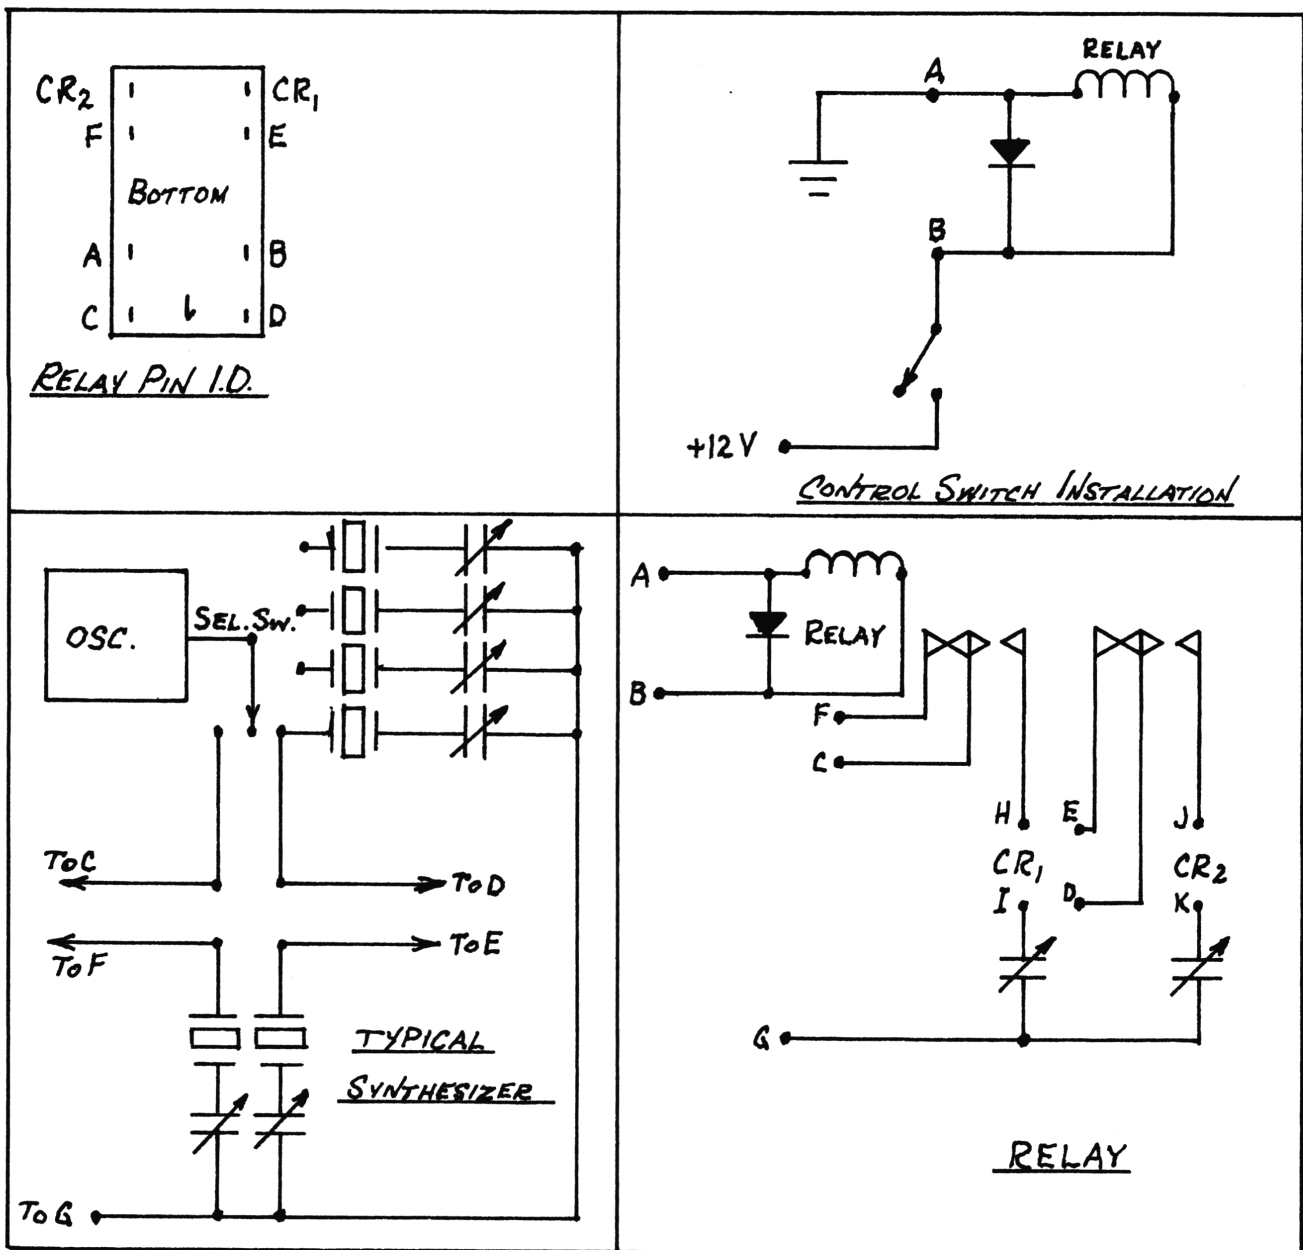 CR2 CR1
F E
BOTTOM
A B
C D
RELAY PIN I.D.
RELAY
A
B
+12V
CONTROL SWITCH INSTALLATION
OSC.
SEL. SW.
TO C
TO D
TO F
TO E
TYPICAL
SYNTHESIZER
TO G
A
RELAY
B
F
C
H E J
CR1 CR2
I D K
G
RELAY